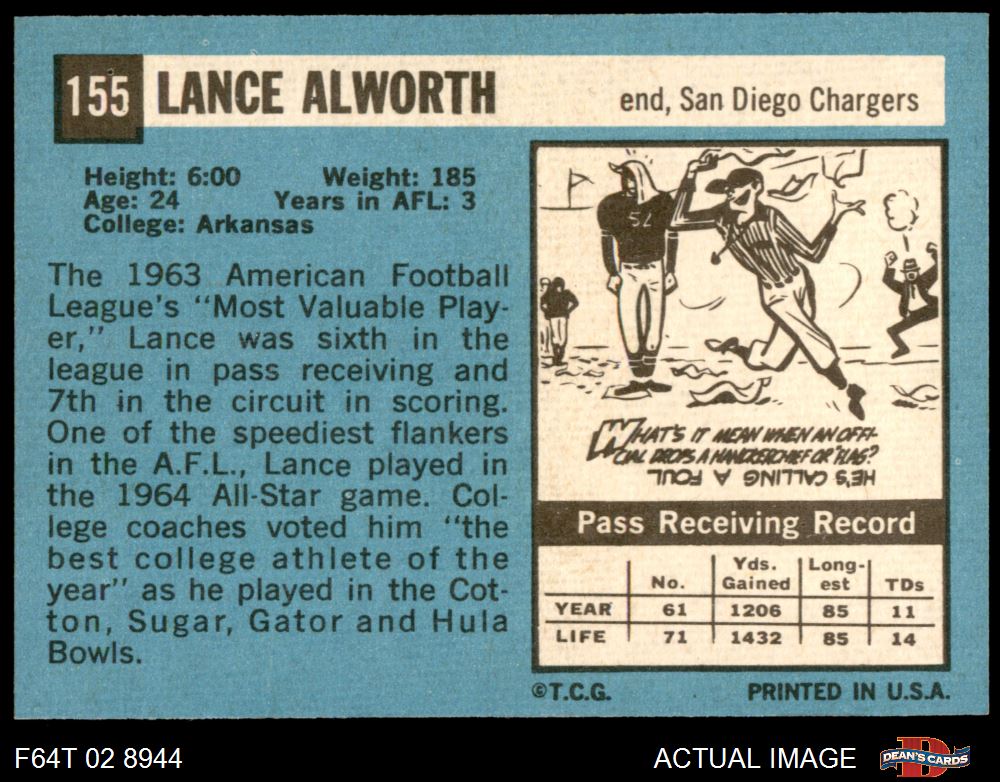 155 LANCE ALWORTH end, San Diego Chargers
Height: 6:00 Weight: 185
Age: 24 Years in AFL: 3
College: Arkansas
The 1963 American Football
League's "Most Valuable Play-
er," Lance was sixth in the
league in pass receiving and
7th in the circuit in scoring.
One of the speediest flankers
in the A.F.L., Lance played in
the 1964 All-Star game. Col-
lege coaches voted him "the
best college athlete of the
year" as he played in the Cot-
ton, Sugar, Gator and Hula
Bowls.
52
WHAT'S IT MEAN WHEN AN OFFI-
CIAL DROPS A HANDKERCHIEF OR "FLAG?
HE'S CALLING A FOUL
Pass Receiving Record
No. Yds. Gained Long-est TDs
YEAR 61 1206 85 11
LIFE 71 1432 85 14
©T.C.G. PRINTED IN U.S.A.
F64T 02 8944 ACTUAL IMAGE D DEAN'S CARDS